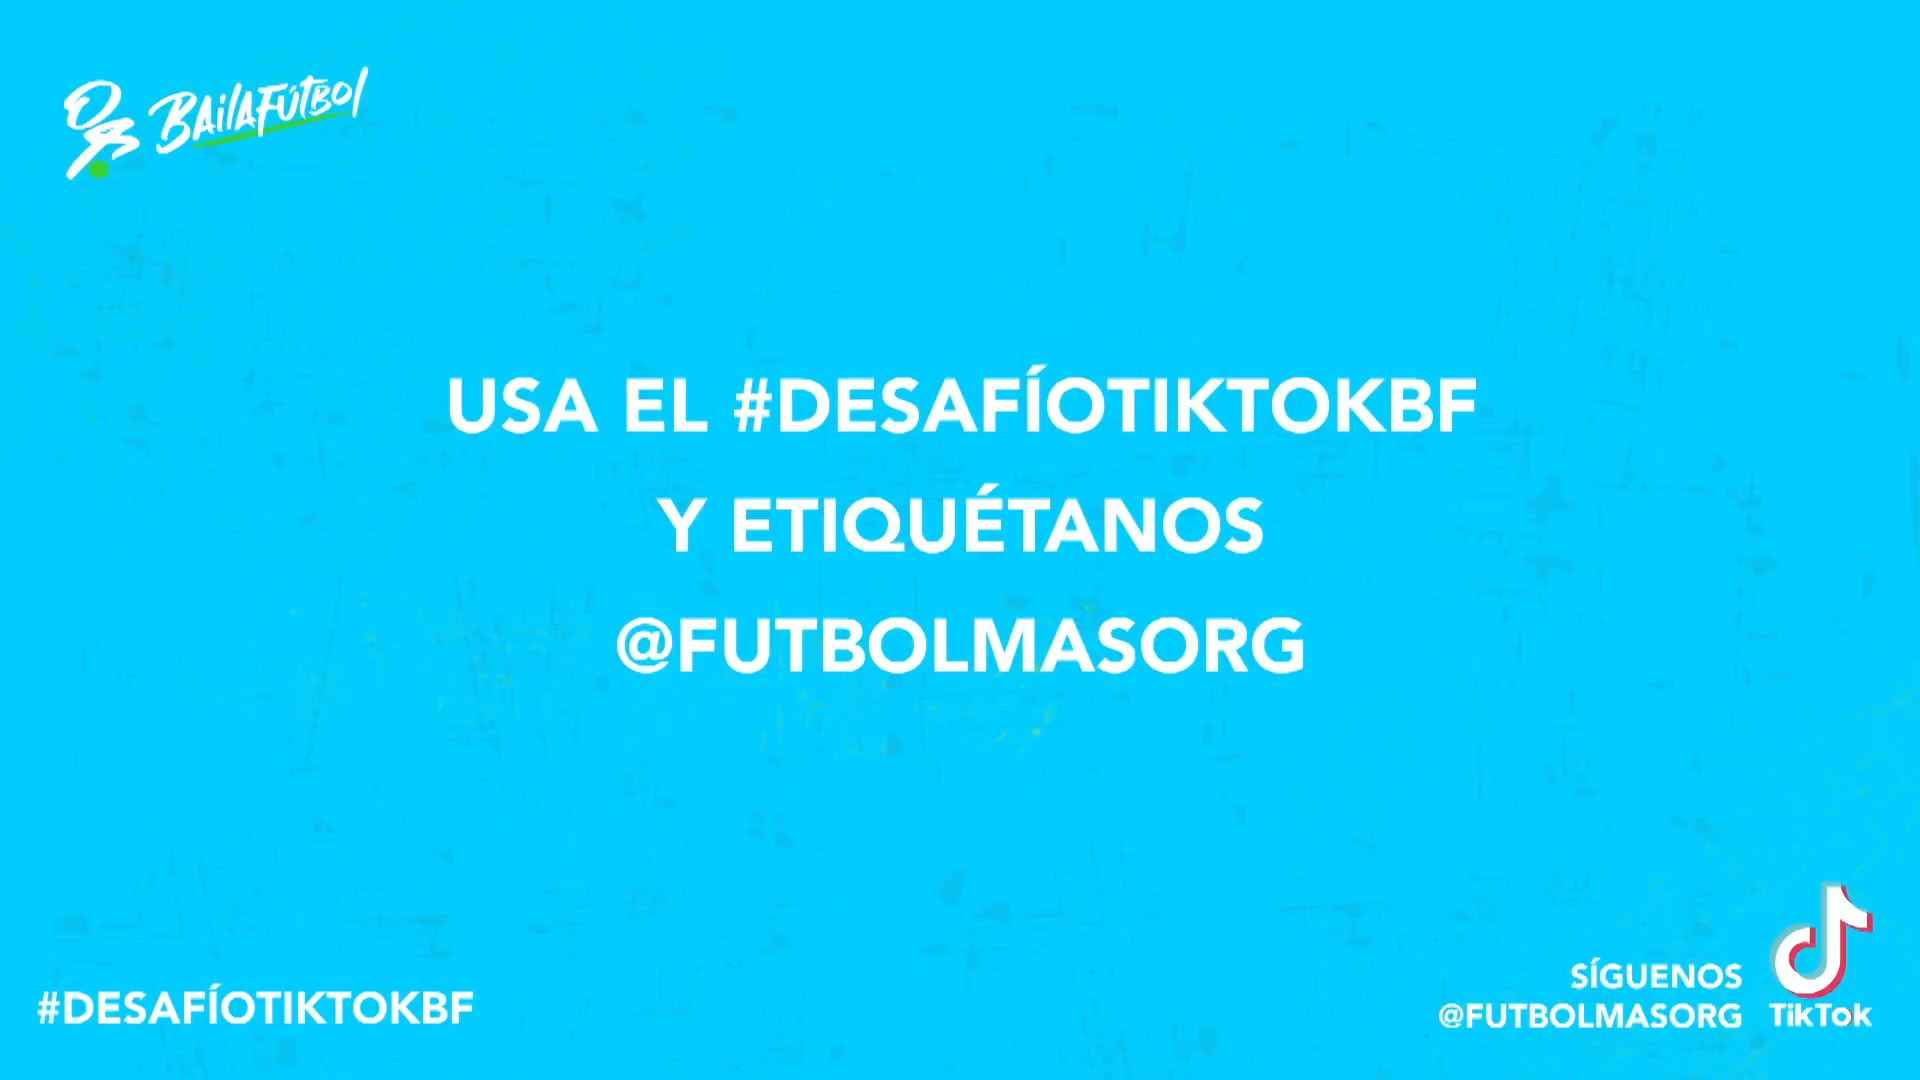 BAILAFÚTBOL
USA EL #DESAFÍOTIKTOKBF
Y ETIQUÉTANOS
@FUTBOLMASORG
#DESAFÍOTIKTOKBF
SÍGUENOS
@FUTBOLMASORG
TikTok